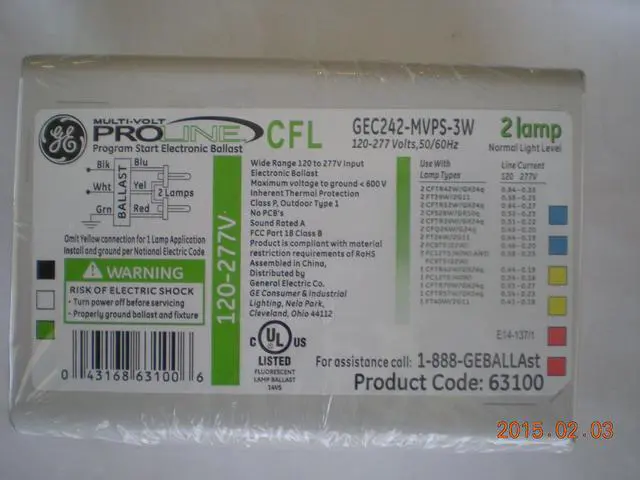 GE
MULTI-VOLT
PROLINE CFL
Program Start Electronic Ballast
GEC242-MVPS-3W
120-277 Volts, 50/60Hz
2 lamp
Normal Light Level
Blk
Wht
Grn
BALLAST
Blu
Yel
Red
2 Lamps
Omit Yellow connection for 1 Lamp Application
Install and ground per National Electric Code
WARNING
RISK OF ELECTRIC SHOCK
• Turn power off before servicing
• Properly ground ballast and fixture
0 43168 63100 6
120-277V
Wide Range 120 to 277V Input
Electronic Ballast
Maximum voltage to ground < 600 V
Inherent Thermal Protection
Class P, Outdoor Type 1
No PCB's
Sound Rated A
FCC Part 18 Class B
Product is compliant with material
restriction requirements of RoHS
Assembled in China,
Distributed by
General Electric Co.
GE Consumer & Industrial
Lighting, Nela Park,
Cleveland, Ohio 44112
C UL US
LISTED
FLUORESCENT
LAMP BALLAST
14V5
Use With
Lamp Types
Line Current
120 277V
E14-137/1
For assistance call: 1-888-GEBALLAst
Product Code: 63100
2015.02.03